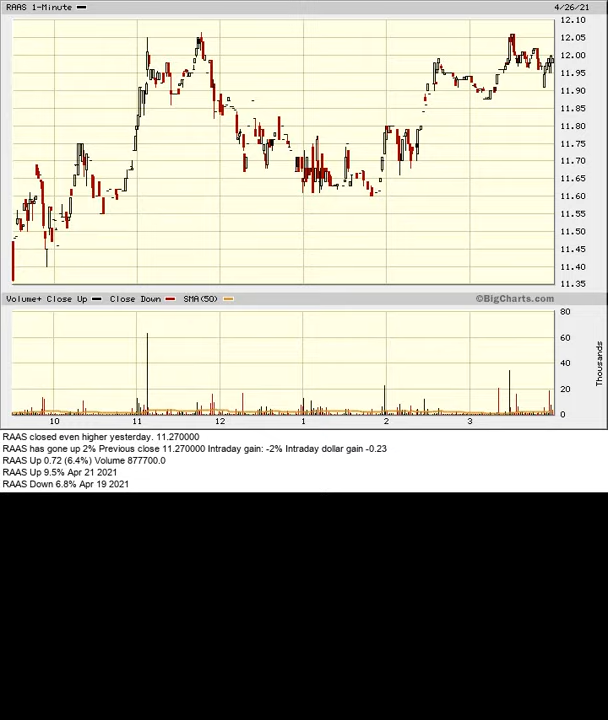 RAAS 1-Minute 4/26/21
12.10
12.05
12.00
11.95
11.90
11.85
11.80
11.75
11.70
11.65
11.60
11.55
11.50
11.45
11.40
11.35
Volume+ Close Up Close Down SMA(50) ©BigCharts.com
80
60
40
20
0
Thousands
10 11 12 1 2 3
RAAS closed even higher yesterday. 11.270000
RAAS has gone up 2% Previous close 11.270000 Intraday gain: -2% Intraday dollar gain -0.23
RAAS Up 0.72 (6.4%) Volume 877700.0
RAAS Up 9.5% Apr 21 2021
RAAS Down 6.8% Apr 19 2021